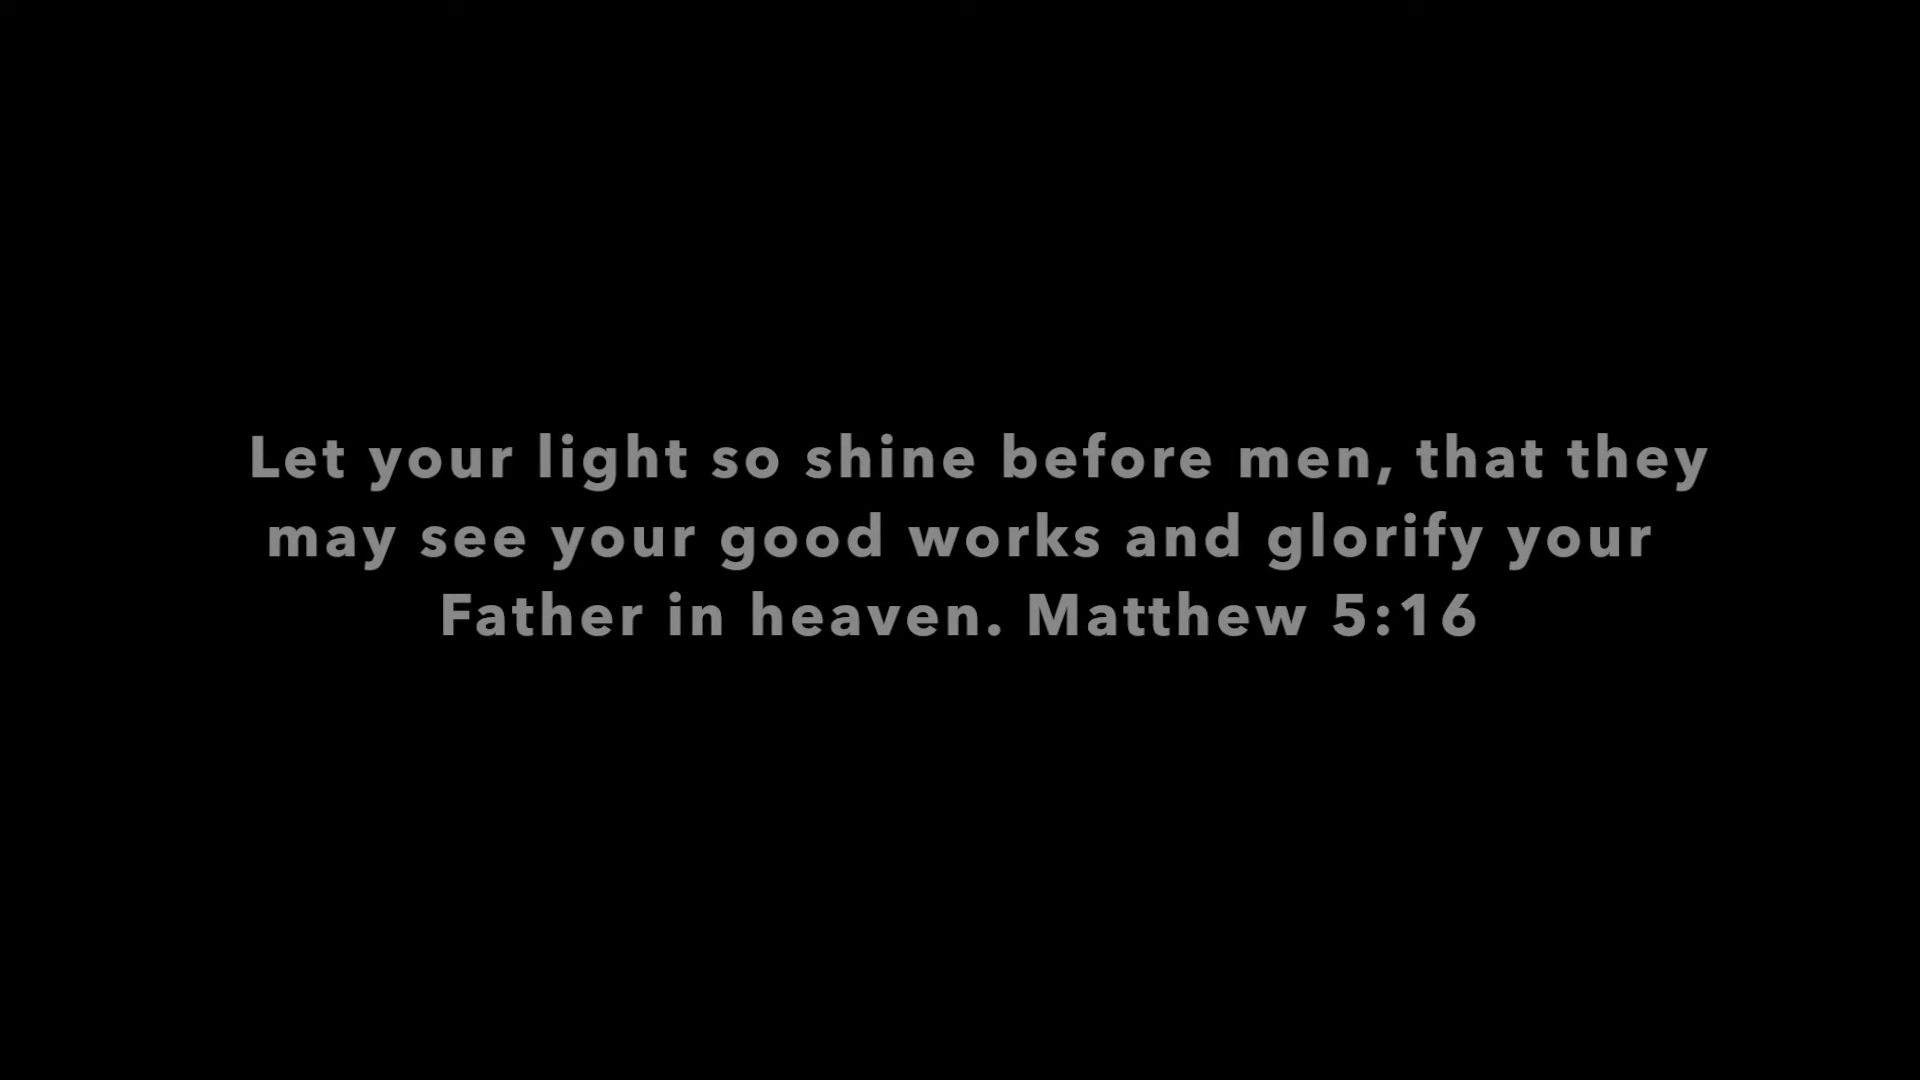 Let your light so shine before men, that they
may see your good works and glorify your
Father in heaven. Matthew 5:16